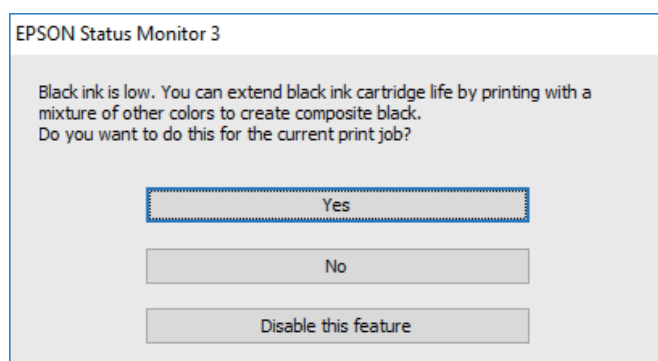 EPSON Status Monitor 3
Black ink is low. You can extend black ink cartridge life by printing with a
mixture of other colors to create composite black.
Do you want to do this for the current print job?
Yes
No
Disable this feature